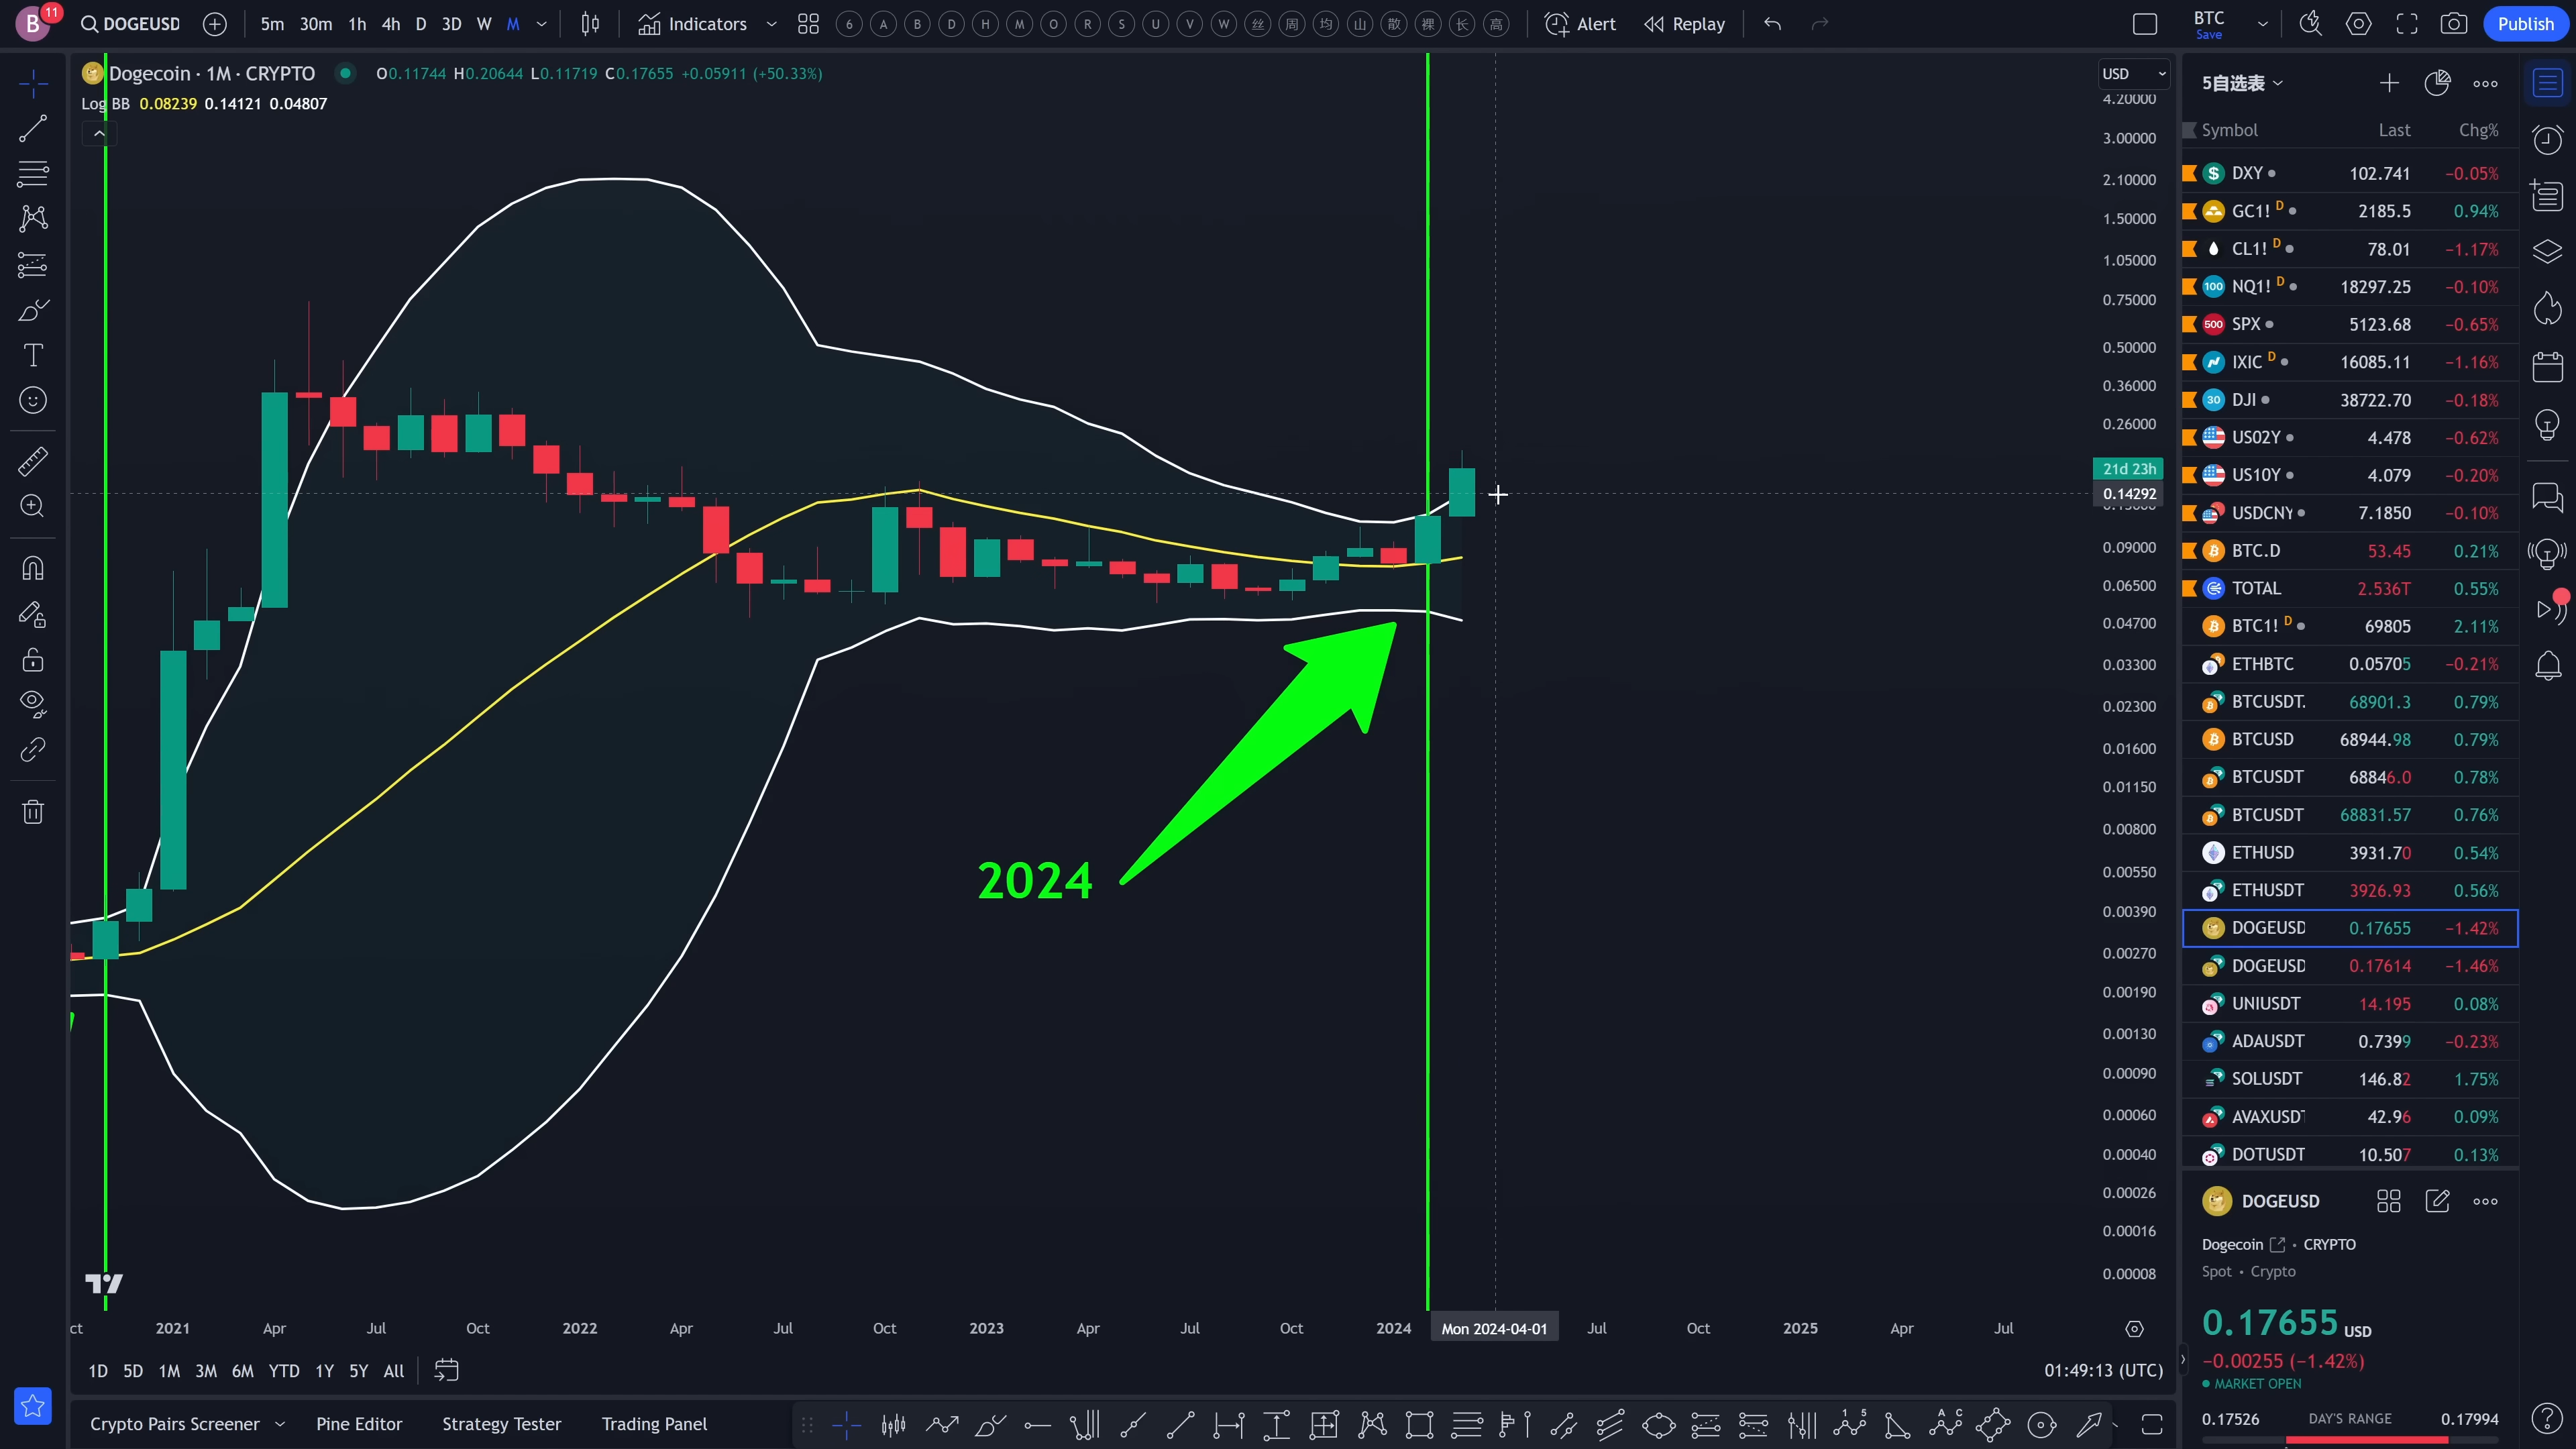 B 11 DOGEUSD 5m 30m 1h 4h D 3D W M Indicators 6 A B D H M O R S U V W 丝 周 均 山 散 裸 长 高 Alert Replay BTC Save Publish
Dogecoin · 1M · CRYPTO O0.11744 H0.20644 L0.11719 C0.17655 +0.05911 (+50.33%)
Log BB 0.08239 0.14121 0.04807
USD
4.20000
3.00000
2.10000
1.50000
1.05000
0.75000
0.50000
0.36000
0.26000
21d 23h
0.14292
0.09000
0.06500
0.04700
0.03300
0.02300
0.01600
0.01150
0.00800
0.00550
0.00390
0.00270
0.00190
0.00130
0.00090
0.00060
0.00040
0.00026
0.00016
0.00008
2024
2021 Apr Jul Oct 2022 Apr Jul Oct 2023 Apr Jul Oct 2024 Mon 2024-04-01 Jul Oct 2025 Apr Jul
1D 5D 1M 3M 6M YTD 1Y 5Y All 01:49:13 (UTC)
Crypto Pairs Screener Pine Editor Strategy Tester Trading Panel
5自选表
Symbol Last Chg%
DXY 102.741 −0.05%
GC1! D 2185.5 0.94%
CL1! D 78.01 −1.17%
NQ1! D 18297.25 −0.10%
SPX 5123.68 −0.65%
IXIC D 16085.11 −1.16%
DJI 38722.70 −0.18%
US02Y 4.478 −0.62%
US10Y 4.079 −0.20%
USDCNY 7.1850 −0.10%
BTC.D 53.45 0.21%
TOTAL 2.536T 0.55%
BTC1! D 69805 2.11%
ETHBTC 0.05705 −0.21%
BTCUSDT. 68901.3 0.79%
BTCUSD 68944.98 0.79%
BTCUSDT 68846.0 0.78%
BTCUSDT 68831.57 0.76%
ETHUSD 3931.70 0.54%
ETHUSDT 3926.93 0.56%
DOGEUSD 0.17655 −1.42%
DOGEUSD 0.17614 −1.46%
UNIUSDT 14.195 0.08%
ADAUSDT 0.7399 −0.23%
SOLUSDT 146.82 1.75%
AVAXUSDT 42.96 0.09%
DOTUSDT 10.507 0.13%
DOGEUSD
Dogecoin · CRYPTO
Spot • Crypto
0.17655 USD
−0.00255 (−1.42%)
MARKET OPEN
0.17526 DAY'S RANGE 0.17994